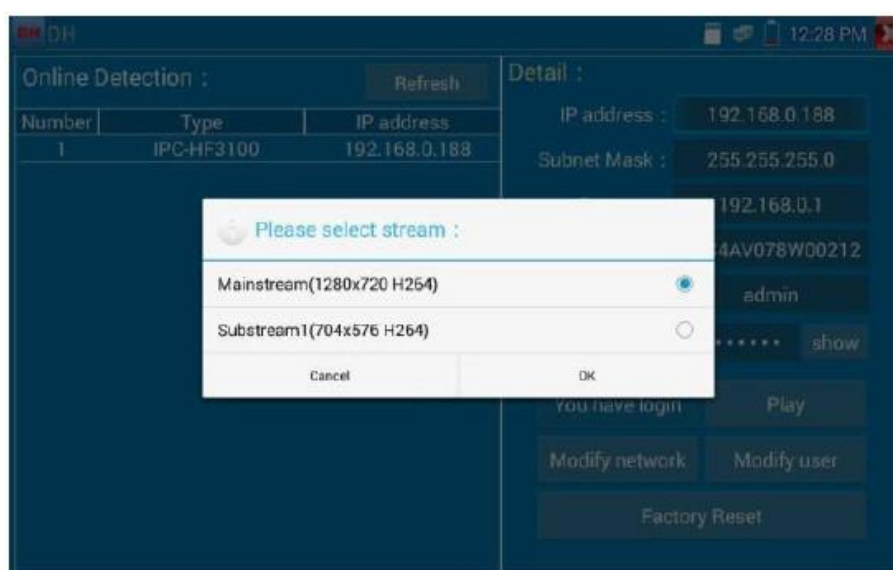 DH DH
12:28 PM
Online Detection :
Refresh
Number Type IP address
1 IPC-HF3100 192.168.0.188
Detail :
IP address : 192.168.0.188
Subnet Mask : 255.255.255.0
192.168.0.1
4AV078W00212
admin
show
Please select stream :
Mainstream(1280x720 H264)
Substream1(704x576 H264)
Cancel OK
You have login Play
Modify network Modify user
Factory Reset